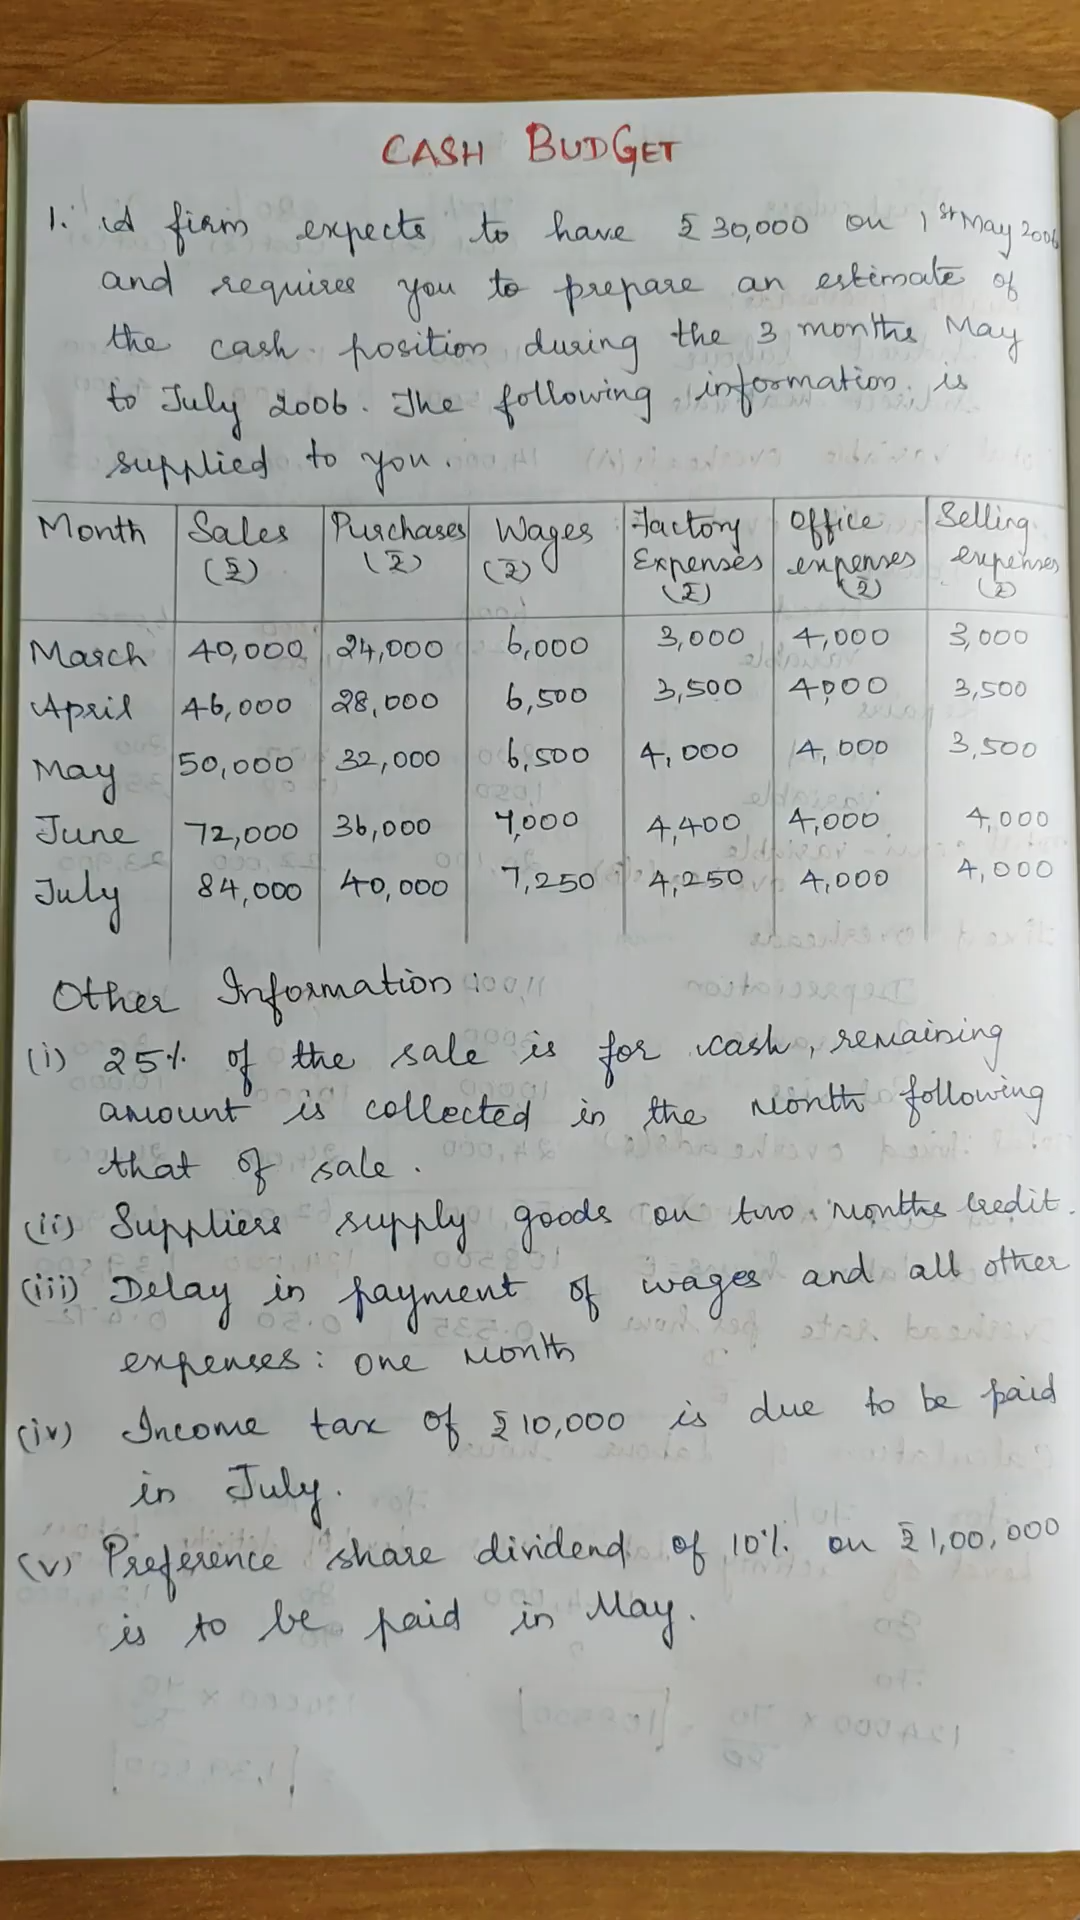 CASH BUDGET
1. A firm expects to have ₹ 30,000 on 1st May 2006
and requires you to prepare an estimate of
the cash position during the 3 months May
to July 2006. The following information is
supplied to you.
Month Sales (₹) Purchases (₹) Wages (₹) Factory Expenses (₹) Office expenses (₹) Selling expenses (₹)
March 40,000 24,000 6,000 3,000 4,000 3,000
April 46,000 28,000 6,500 3,500 4000 3,500
May 50,000 32,000 6,500 4,000 4,000 3,500
June 72,000 36,000 7,000 4,400 4,000 4,000
July 84,000 40,000 7,250 4,250 4,000 4,000
Other Information :
(i) 25% of the sale is for cash, remaining
amount is collected in the month following
that of sale.
(ii) Suppliers supply goods on two months credit.
(iii) Delay in payment of wages and all other
expenses : one month
(iv) Income tax of ₹ 10,000 is due to be paid
in July.
(v) Preference share dividend of 10% on ₹ 1,00,000
is to be paid in May.